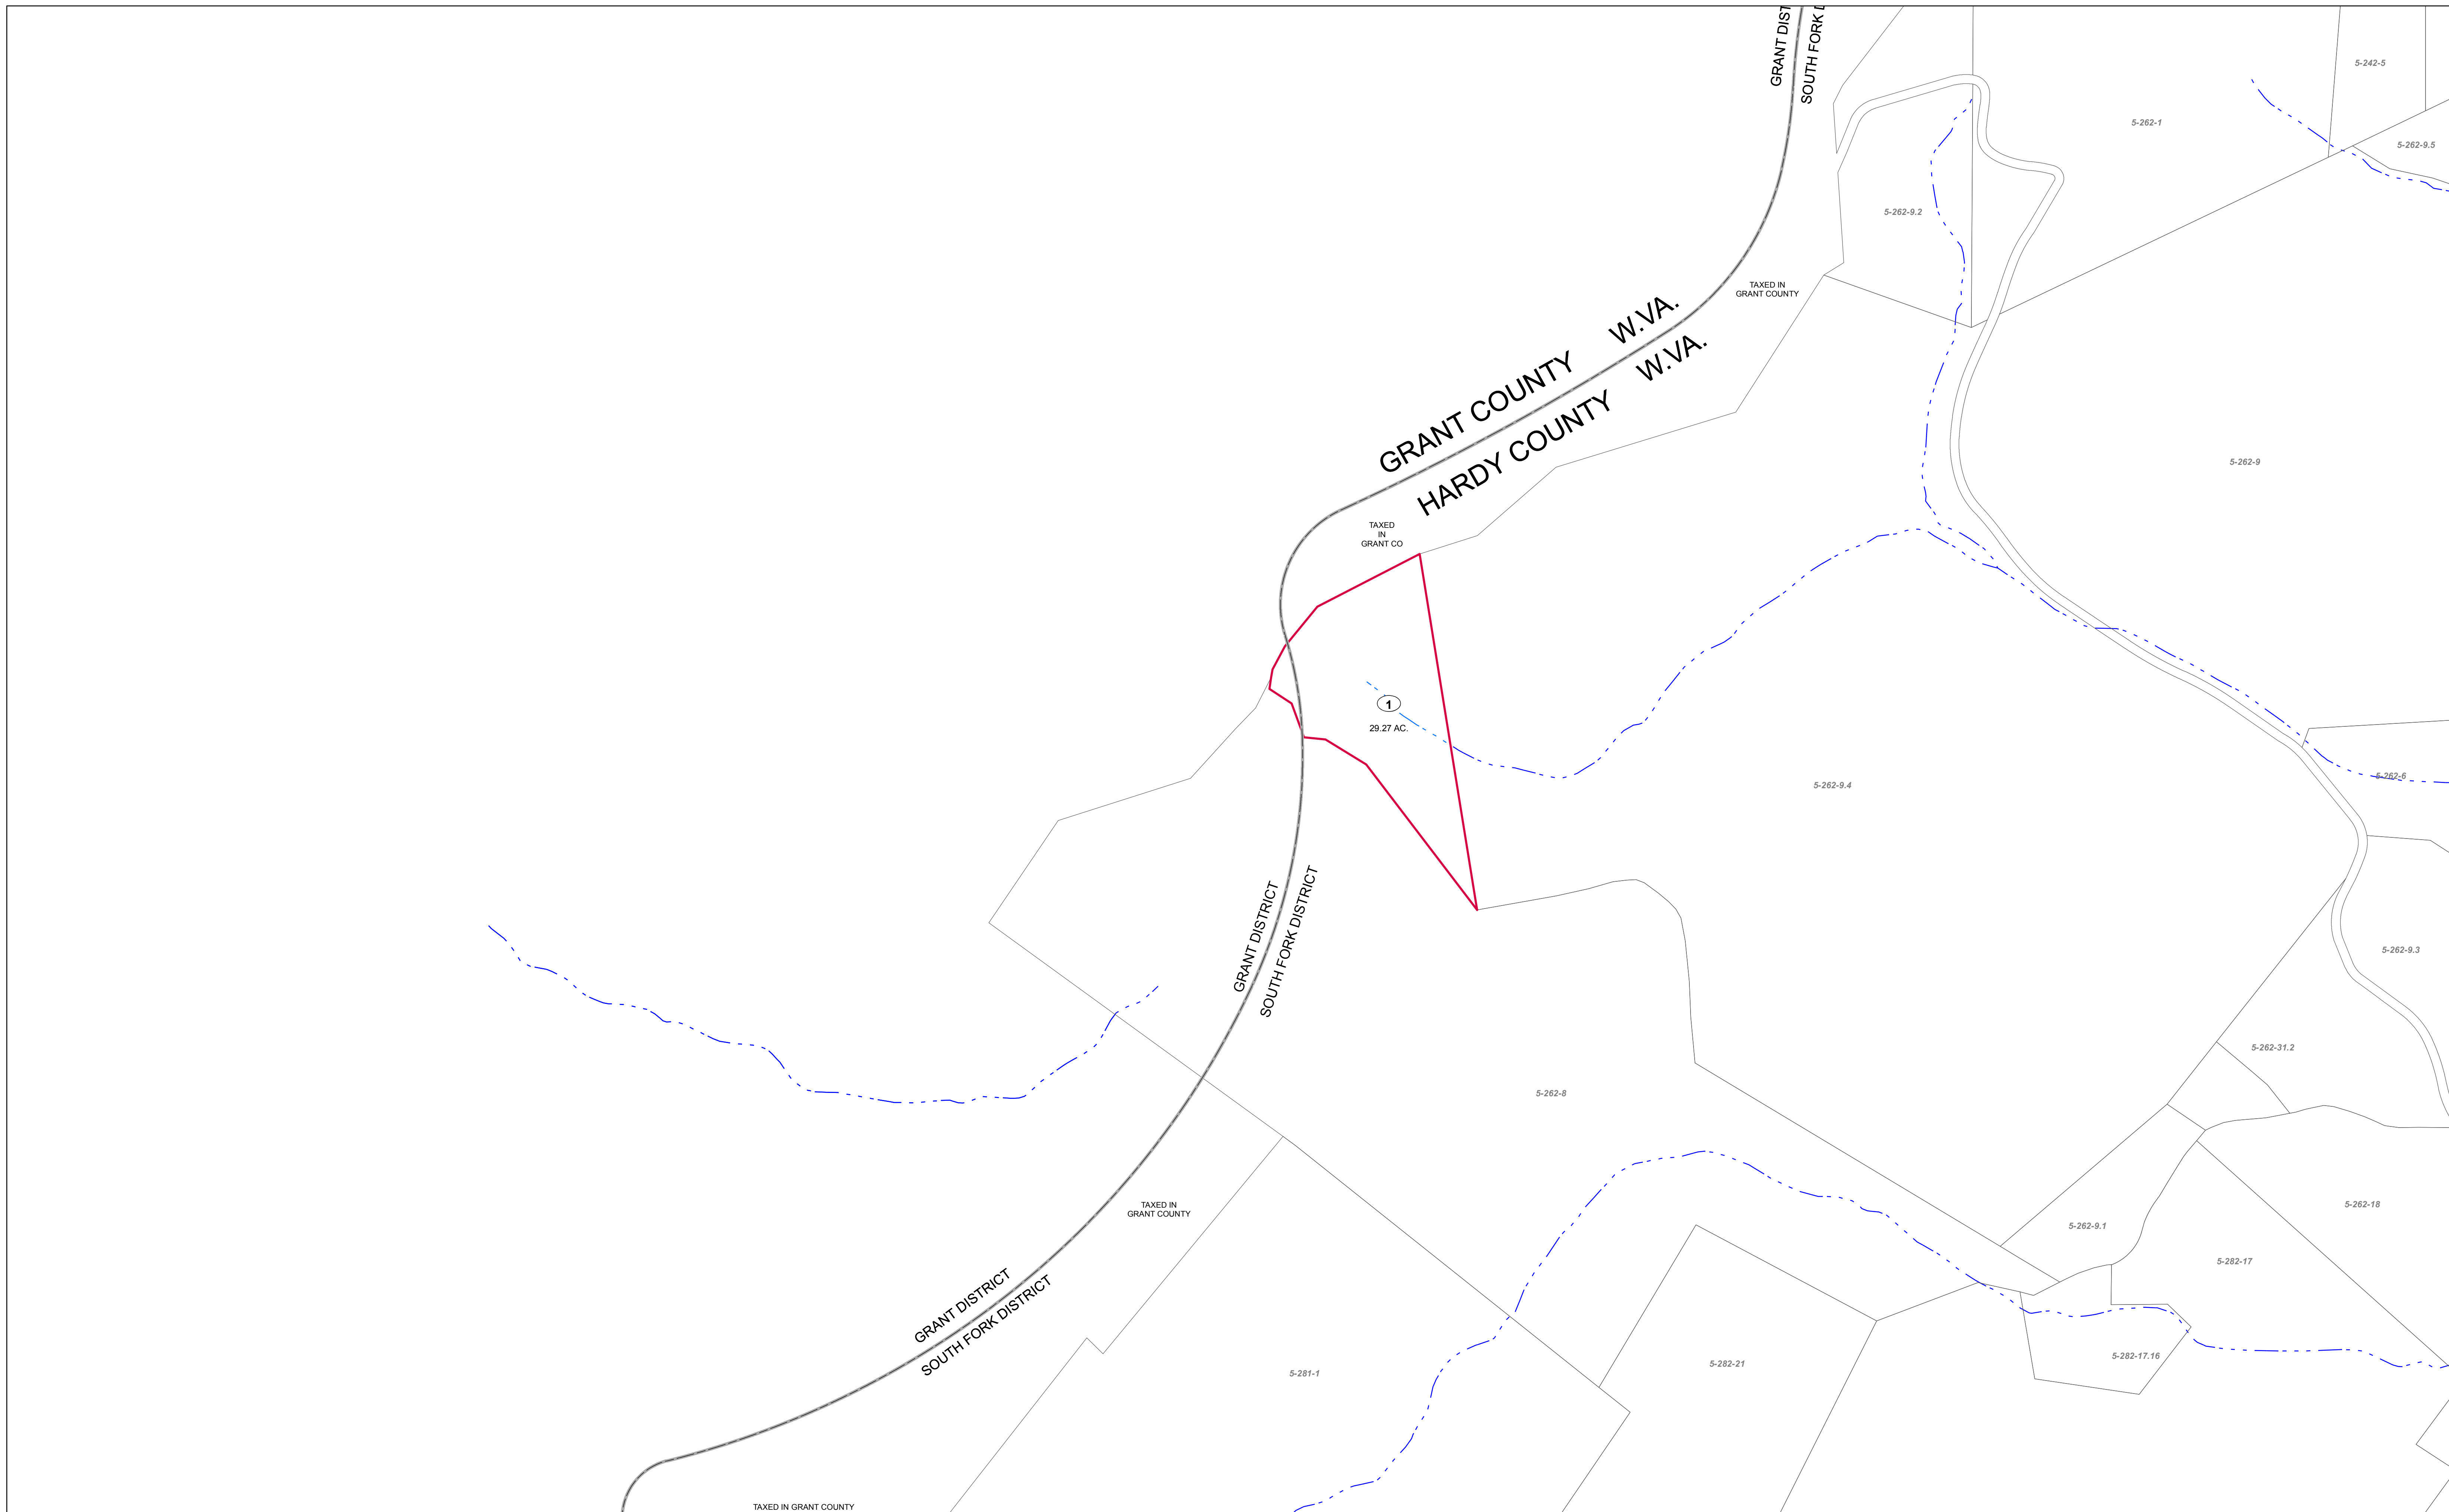 GRANT DIST
SOUTH FORK D
5-242-5
5-262-1
5-262-9.5
5-262-9.2
TAXED IN
GRANT COUNTY
GRANT COUNTY W.VA.
HARDY COUNTY W.VA.
5-262-9
TAXED
IN
GRANT CO
1
29.27 AC.
5-262-6
5-262-9.4
GRANT DISTRICT
SOUTH FORK DISTRICT
5-262-9.3
5-262-31.2
5-262-8
TAXED IN
GRANT COUNTY
5-262-18
5-262-9.1
5-282-17
GRANT DISTRICT
SOUTH FORK DISTRICT
5-282-17.16
5-282-21
5-281-1
TAXED IN GRANT COUNTY